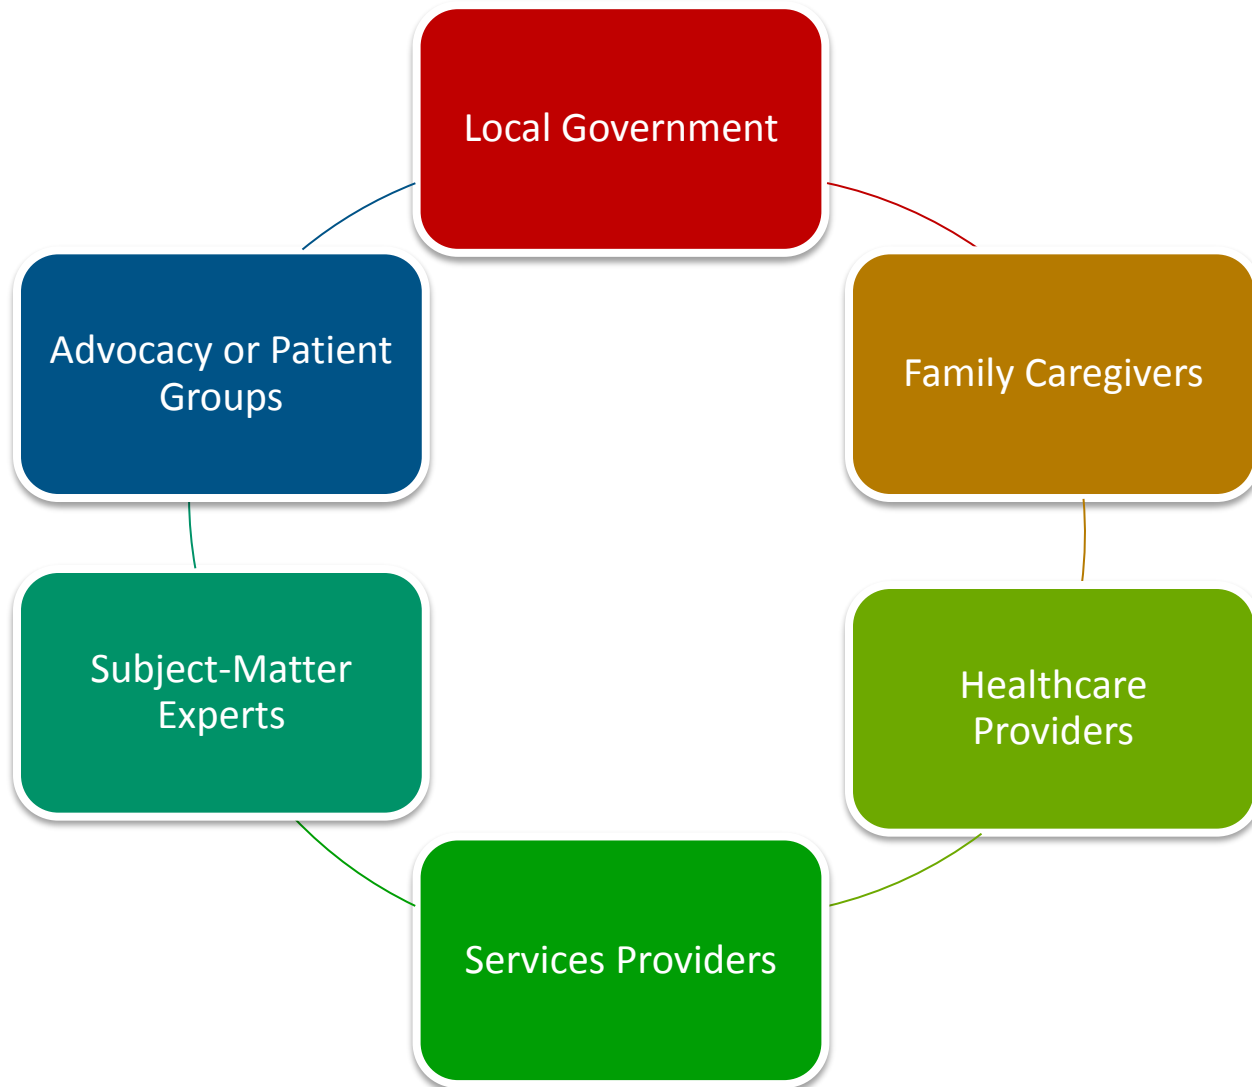 Local Government
Family Caregivers
Healthcare
Providers
Services Providers
Subject-Matter
Experts
Advocacy or Patient
Groups